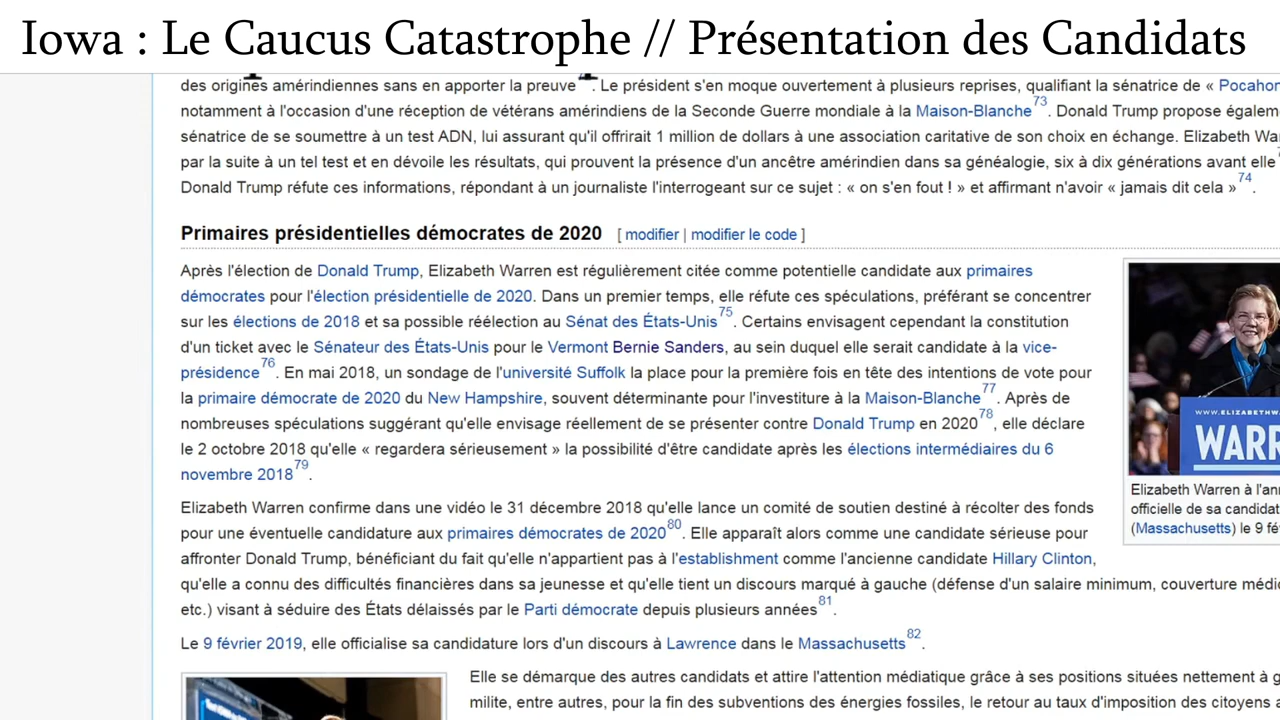 Iowa : Le Caucus Catastrophe // Présentation des Candidats
des origines amérindiennes sans en apporter la preuve . Le président s'en moque ouvertement à plusieurs reprises, qualifiant la sénatrice de «
notamment à l'occasion d'une réception de vétérans amérindiens de la Seconde Guerre mondiale à la Maison-Blanche73. Donald Trump propose
sénatrice de se soumettre à un test ADN, lui assurant qu'il offrirait 1 million de dollars à une association caritative de son choix en échange. Elizabeth
par la suite à un tel test et en dévoile les résultats, qui prouvent la présence d'un ancêtre amérindien dans sa généalogie, six à dix générations avant elle
Donald Trump réfute ces informations, répondant à un journaliste l'interrogeant sur ce sujet : « on s'en fout ! » et affirmant n'avoir « jamais dit cela »74.
Primaires présidentielles démocrates de 2020 [ modifier | modifier le code ]
Après l'élection de Donald Trump, Elizabeth Warren est régulièrement citée comme potentielle candidate aux primaires
démocrates pour l'élection présidentielle de 2020. Dans un premier temps, elle réfute ces spéculations, préférant se concentrer
sur les élections de 2018 et sa possible réélection au Sénat des États-Unis75. Certains envisagent cependant la constitution
d'un ticket avec le Sénateur des États-Unis pour le Vermont Bernie Sanders, au sein duquel elle serait candidate à la vice-
présidence76. En mai 2018, un sondage de l'université Suffolk la place pour la première fois en tête des intentions de vote pour
la primaire démocrate de 2020 du New Hampshire, souvent déterminante pour l'investiture à la Maison-Blanche77. Après de
nombreuses spéculations suggérant qu'elle envisage réellement de se présenter contre Donald Trump en 202078, elle déclare
le 2 octobre 2018 qu'elle « regardera sérieusement » la possibilité d'être candidate après les élections intermédiaires du 6
novembre 201879.
WWW.ELIZABETHW
WARR
Elizabeth Warren à l'an
officielle de sa candidat
(Massachusetts) le 9 fé
Elizabeth Warren confirme dans une vidéo le 31 décembre 2018 qu'elle lance un comité de soutien destiné à récolter des fonds
pour une éventuelle candidature aux primaires démocrates de 202080. Elle apparaît alors comme une candidate sérieuse pour
affronter Donald Trump, bénéficiant du fait qu'elle n'appartient pas à l'establishment comme l'ancienne candidate Hillary Clinton,
qu'elle a connu des difficultés financières dans sa jeunesse et qu'elle tient un discours marqué à gauche (défense d'un salaire minimum, couverture
etc.) visant à séduire des États délaissés par le Parti démocrate depuis plusieurs années81.
Le 9 février 2019, elle officialise sa candidature lors d'un discours à Lawrence dans le Massachusetts82.
Elle se démarque des autres candidats et attire l'attention médiatique grâce à ses positions situées nettement à
milite, entre autres, pour la fin des subventions des énergies fossiles, le retour au taux d'imposition des citoyens